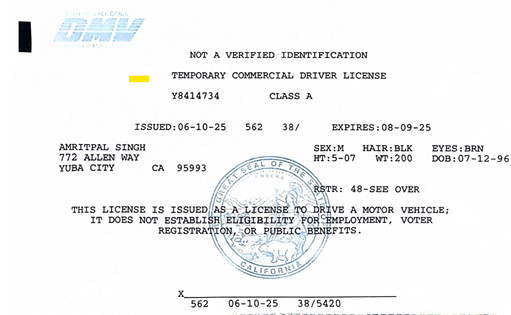 STATE OF CALIFORNIA
DMV
NOT A VERIFIED IDENTIFICATION
TEMPORARY COMMERCIAL DRIVER LICENSE
Y8414734 CLASS A
ISSUED:06-10-25 562 38/ EXPIRES:08-09-25
AMRITPAL SINGH SEX:M HAIR:BLK EYES:BRN
772 ALLEN WAY HT:5-07 WT:200 DOB:07-12-96
YUBA CITY CA 95993
GREAT SEAL OF THE STATE
EUREKA
RSTR: 48-SEE OVER
THIS LICENSE IS ISSUED AS A LICENSE TO DRIVE A MOTOR VEHICLE;
IT DOES NOT ESTABLISH ELIGIBILITY FOR EMPLOYMENT, VOTER
REGISTRATION, OR PUBLIC BENEFITS.
CALIFORNIA
X
562 06-10-25 38/5420